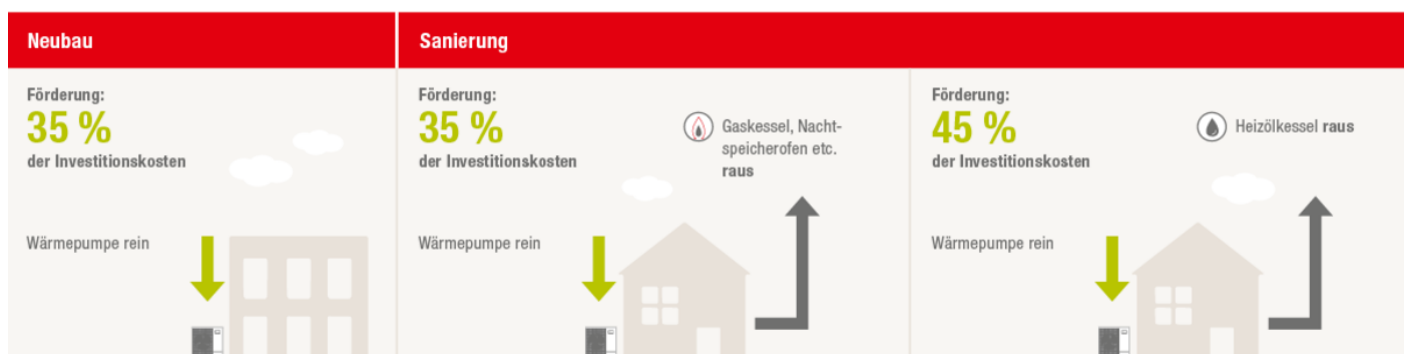 Neubau
Sanierung
Förderung:
35 %
der Investitionskosten
Wärmepumpe rein
Förderung:
35 %
der Investitionskosten
Gaskessel, Nacht-
speicherofen etc.
raus
Wärmepumpe rein
Förderung:
45 %
der Investitionskosten
Heizölkessel raus
Wärmepumpe rein